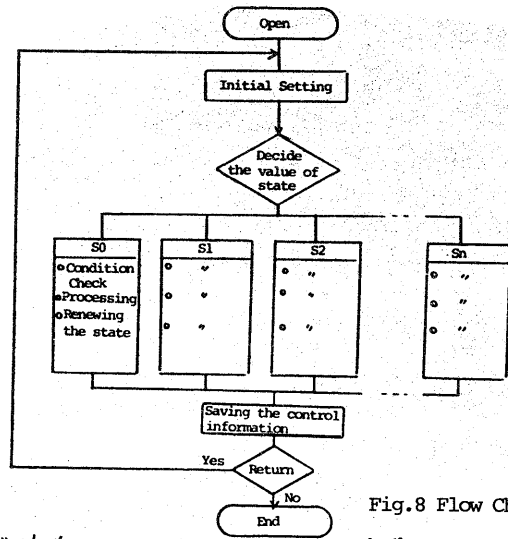 Open
Initial Setting
Decide
the value of
state
S0
S1
S2
Sn
o Condition
Check
o Processing
o Renewing
the state
o "
o "
o "
o "
o "
o "
o "
o "
o "
Saving the control
information
Yes
Return
No
End
Fig.8 Flow Ch